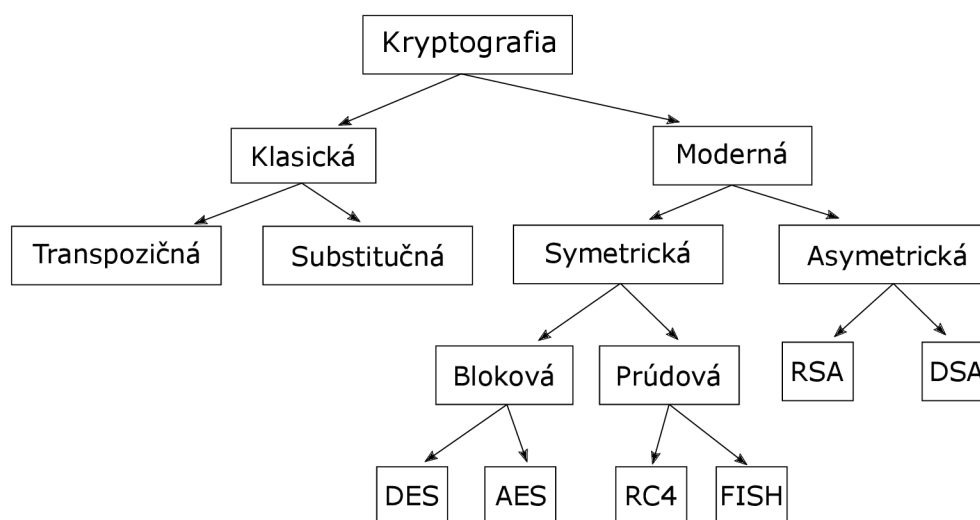 Kryptografia
Klasická
Moderná
Transpozičná
Substitučná
Symetrická
Asymetrická
Bloková
Prúdová
RSA
DSA
DES
AES
RC4
FISH